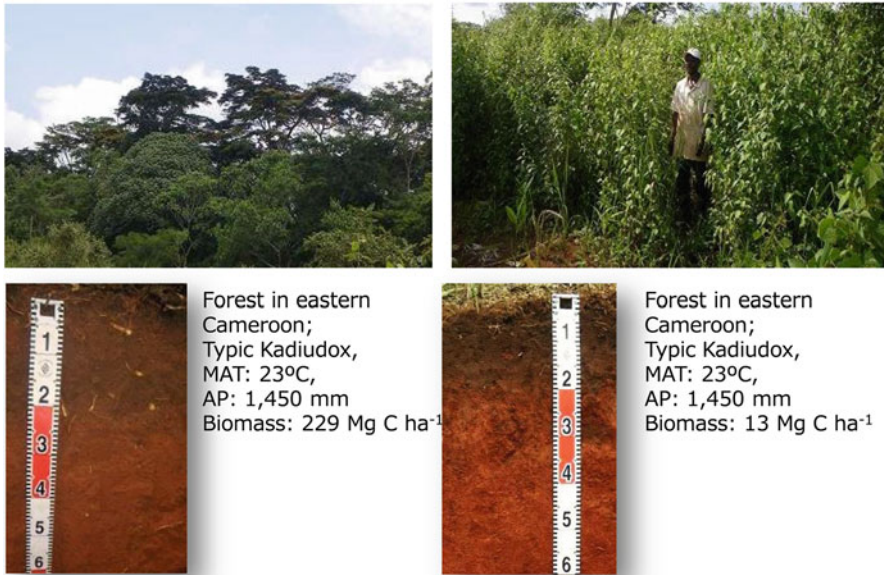 Forest in eastern
Cameroon;
Typic Kadiudox,
MAT: 23ºC,
AP: 1,450 mm
Biomass: 229 Mg C ha⁻¹
Forest in eastern
Cameroon;
Typic Kadiudox,
MAT: 23ºC,
AP: 1,450 mm
Biomass: 13 Mg C ha⁻¹
1
2
3
4
5
6
1
2
3
4
5
6